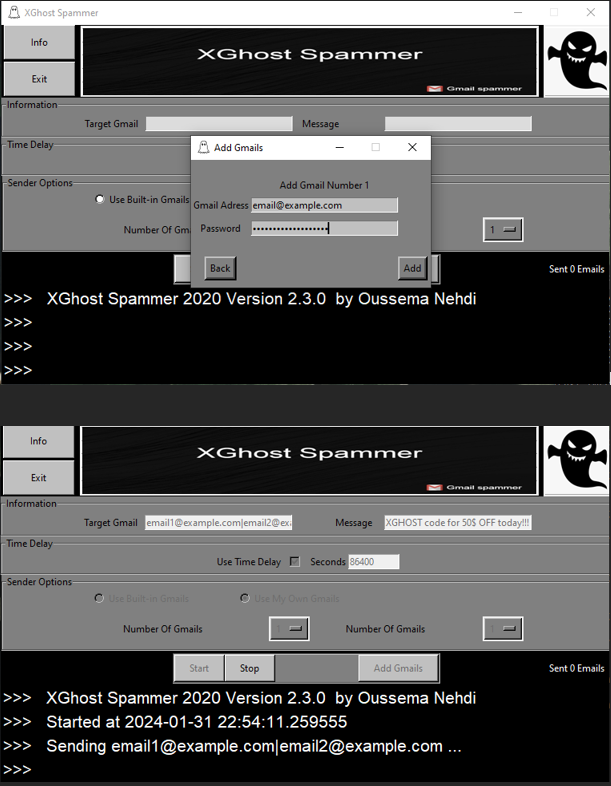 XGhost Spammer
Info
Exit
XGhost Spammer
Gmail spammer
Information
Target Gmail Message
Time Delay
Add Gmails
Add Gmail Number 1
Gmail Adress email@example.com
Password •••••••••••••••••••
Back Add
Sender Options
Use Built-in Gmails
Number Of Gma
1
Sent 0 Emails
>>> XGhost Spammer 2020 Version 2.3.0 by Oussema Nehdi
>>>
>>>
>>>
Info
Exit
XGhost Spammer
Gmail spammer
Information
Target Gmail email1@example.com|email2@exa Message XGHOST code for 50$ OFF today!!!
Time Delay
Use Time Delay Seconds 86400
Sender Options
Use Built-in Gmails Use My Own Gmails
Number Of Gmails 1 Number Of Gmails 1
Start Stop Add Gmails Sent 0 Emails
>>> XGhost Spammer 2020 Version 2.3.0 by Oussema Nehdi
>>> Started at 2024-01-31 22:54:11.259555
>>> Sending email1@example.com|email2@example.com ...
>>>